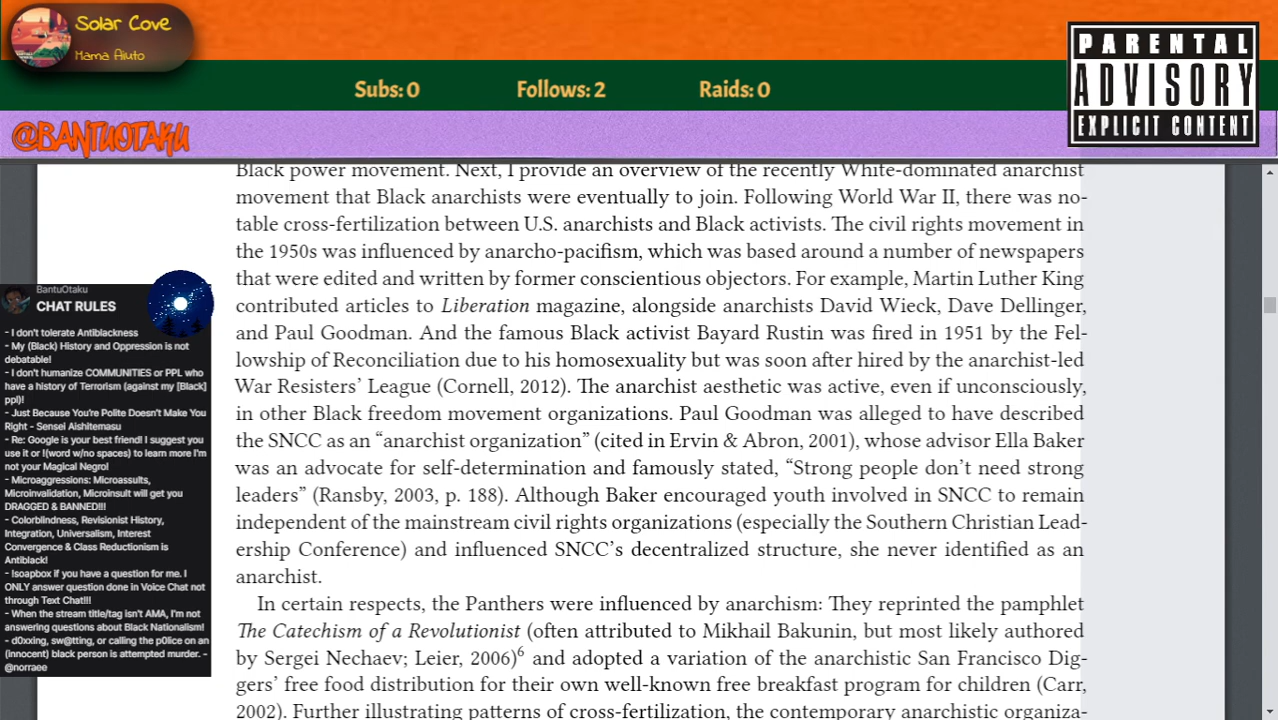 Solar Cove
Mama Aiuto
Subs: 0
Follows: 2
Raids: 0
PARENTAL
ADVISORY
EXPLICIT CONTENT
@BANTUOTAKU
Black power movement. Next, I provide an overview of the recently White-dominated anarchist
movement that Black anarchists were eventually to join. Following World War II, there was no-
table cross-fertilization between U.S. anarchists and Black activists. The civil rights movement in
the 1950s was influenced by anarcho-pacifism, which was based around a number of newspapers
that were edited and written by former conscientious objectors. For example, Martin Luther King
contributed articles to Liberation magazine, alongside anarchists David Wieck, Dave Dellinger,
and Paul Goodman. And the famous Black activist Bayard Rustin was fired in 1951 by the Fel-
lowship of Reconciliation due to his homosexuality but was soon after hired by the anarchist-led
War Resisters’ League (Cornell, 2012). The anarchist aesthetic was active, even if unconsciously,
in other Black freedom movement organizations. Paul Goodman was alleged to have described
the SNCC as an “anarchist organization” (cited in Ervin & Abron, 2001), whose advisor Ella Baker
was an advocate for self-determination and famously stated, “Strong people don’t need strong
leaders” (Ransby, 2003, p. 188). Although Baker encouraged youth involved in SNCC to remain
independent of the mainstream civil rights organizations (especially the Southern Christian Lead-
ership Conference) and influenced SNCC’s decentralized structure, she never identified as an
anarchist.
In certain respects, the Panthers were influenced by anarchism: They reprinted the pamphlet
The Catechism of a Revolutionist (often attributed to Mikhail Bakunin, but most likely authored
by Sergei Nechaev; Leier, 2006)6 and adopted a variation of the anarchistic San Francisco Dig-
gers’ free food distribution for their own well-known free breakfast program for children (Carr,
2002). Further illustrating patterns of cross-fertilization, the contemporary anarchistic organiza-
BantuOtaku
CHAT RULES
- I don't tolerate Antiblackness
- My (Black) History and Oppression is not
debatable!
- I don't humanize COMMUNITIES or PPL who
have a history of Terrorism (against my [Black]
ppl)!
- Just Because You're Polite Doesn't Make You
Right - Sensei Aishitemasu
- Re: Google is your best friend! I suggest you
use it or !(word w/no spaces) to learn more I'm
not your Magical Negro!
- Microaggressions: Microassults,
Microinvalidation, Microinsult will get you
DRAGGED & BANNED!!!
- Colorblindness, Revisionist History,
Integration, Universalism, Interest
Convergence & Class Reductionism is
Antiblack!
- !soapbox if you have a question for me. I
ONLY answer question done in Voice Chat not
through Text Chat!!!
- When the stream title/tag isn't AMA, I'm not
answering questions about Black Nationalism!
- d0xxing, sw@tting, or calling the p0lice on an
(innocent) black person is attempted murder. -
@norraee